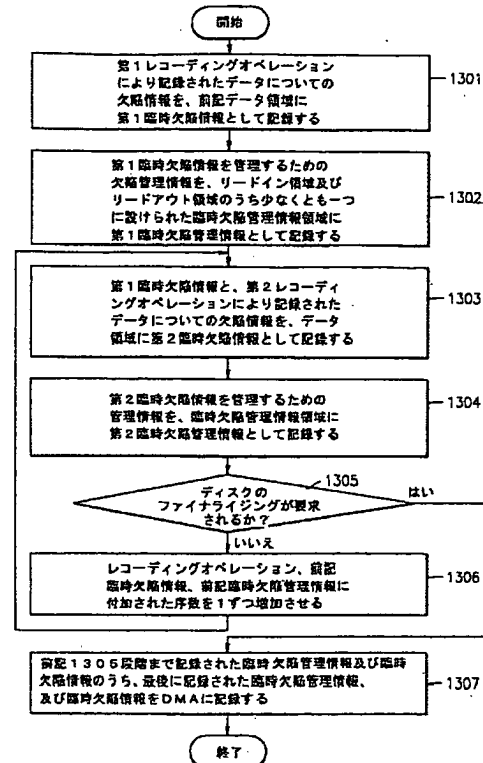 開始
第1レコーディングオペレーション
により記録されたデータについての
欠陥情報を、前記データ領域に
第1臨時欠陥情報として記録する
1301
第1臨時欠陥情報を管理するための
欠陥管理情報を、リードイン領域及び
リードアウト領域のうち少なくとも一つ
に設けられた臨時欠陥管理情報領域に
第1臨時欠陥管理情報として記録する
1302
第1臨時欠陥情報と、第2レコーディ
ングオペレーションにより記録された
データについての欠陥情報を、データ
領域に第2臨時欠陥情報として記録する
1303
第2臨時欠陥情報を管理するための
管理情報を、臨時欠陥管理情報領域に
第2臨時欠陥管理情報として記録する
1304
1305
ディスクの
ファイナライジングが要求
されるか？
はい
いいえ
レコーディングオペレーション、前記
臨時欠陥情報、前記臨時欠陥管理情報に
付加された序数を1ずつ増加させる
1306
前記1305段階まで記録された臨時欠陥管理情報及び臨時
欠陥情報のうち、最後に記録された臨時欠陥管理情報、
及び臨時欠陥情報をDMAに記録する
1307
終了